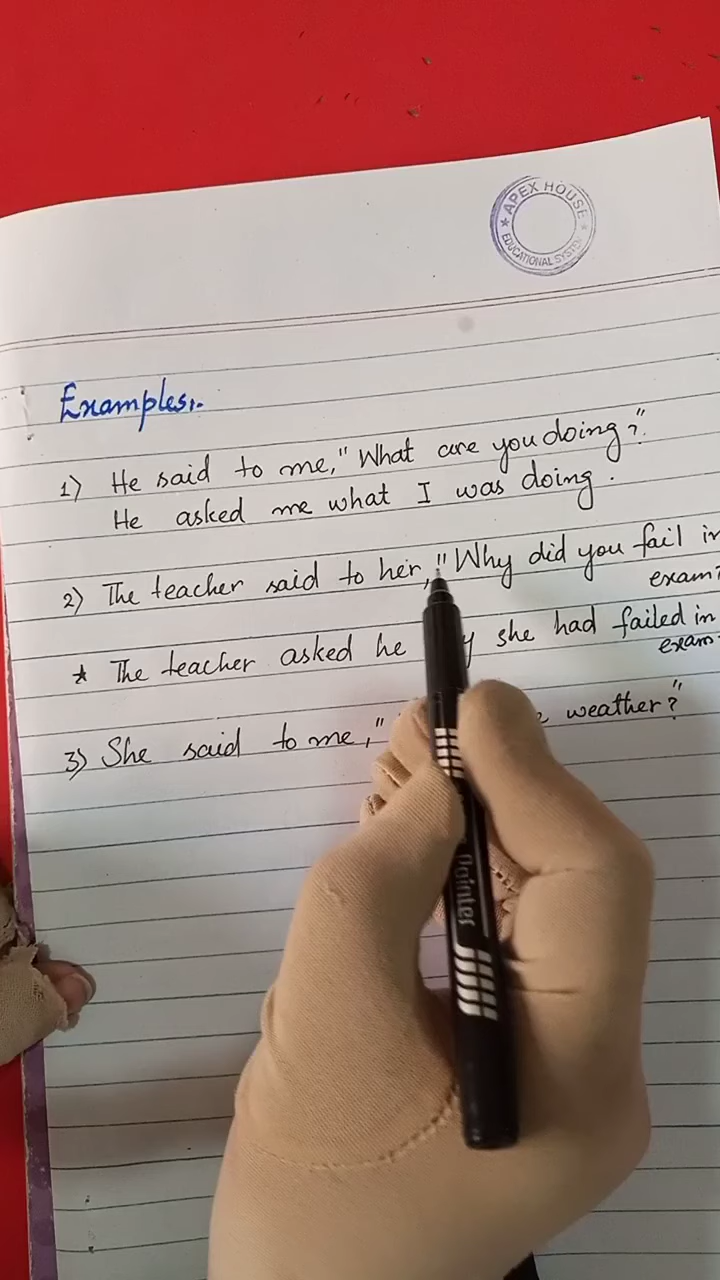 APEX HOUSE
EDUCATIONAL SYSTEM
Examples:-
1) He said to me, "What are you doing?"
He asked me what I was doing.
2) The teacher said to her, "Why did you fail in
exam?
* The teacher asked he she had failed in
exam.
3) She said to me, " weather?"
Pointer